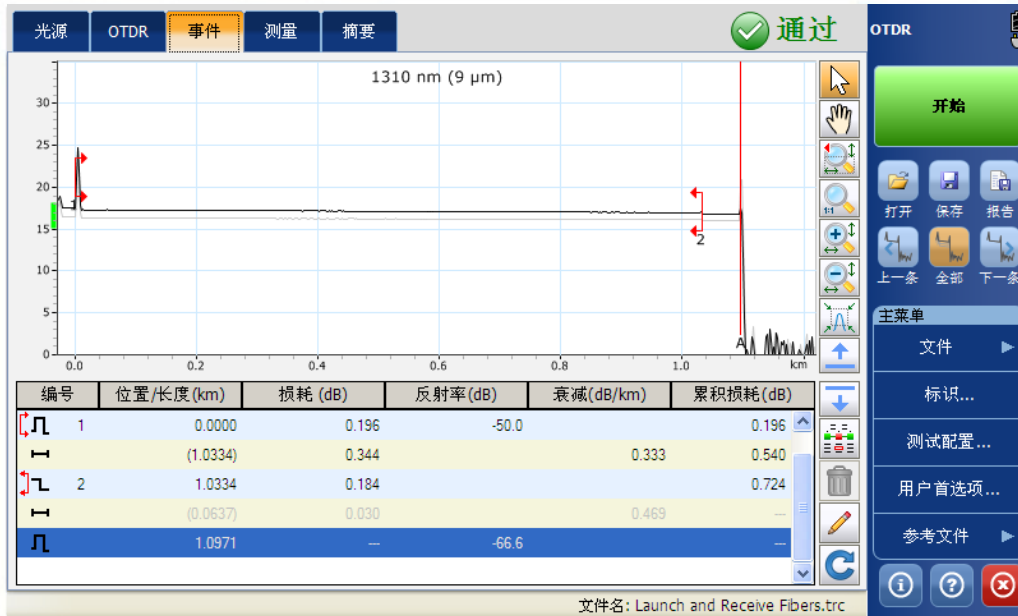 光源 OTDR 事件 测量 摘要 通过 OTDR
1310 nm (9 µm)
30
25
20
15
10
5
0
1
2
A
0.0 0.2 0.4 0.6 0.8 1.0 km
1:1
编号 位置/长度(km) 损耗 (dB) 反射率(dB) 衰减(dB/km) 累积损耗(dB)
1 0.0000 0.196 -50.0 0.196
(1.0334) 0.344 0.333 0.540
2 1.0334 0.184 0.724
(0.0637) 0.030 0.469 ---
1.0971 --- -66.6 ---
文件名: Launch and Receive Fibers.trc
开始
打开 保存 报告
上一条 全部 下一条
主菜单
文件
标识...
测试配置...
用户首选项...
参考文件